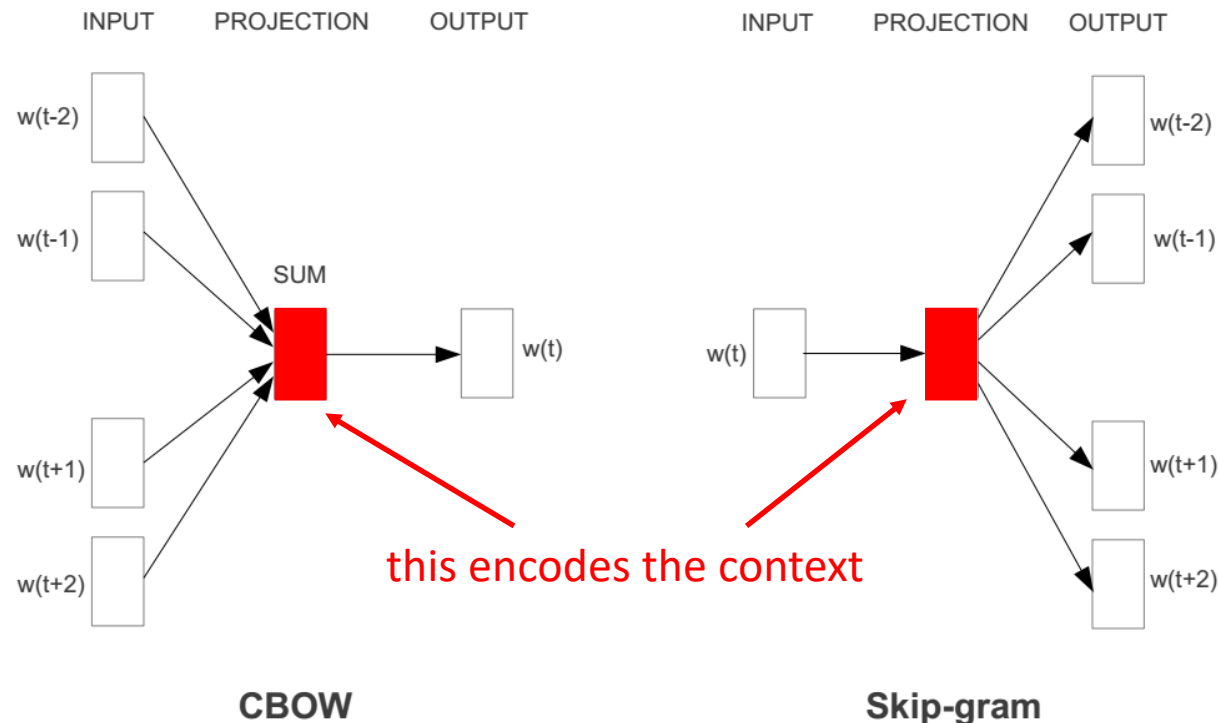 INPUT PROJECTION OUTPUT
w(t-2)
w(t-1)
SUM
w(t)
w(t+1)
w(t+2)
CBOW
INPUT PROJECTION OUTPUT
w(t-2)
w(t-1)
w(t)
w(t+1)
w(t+2)
Skip-gram
this encodes the context